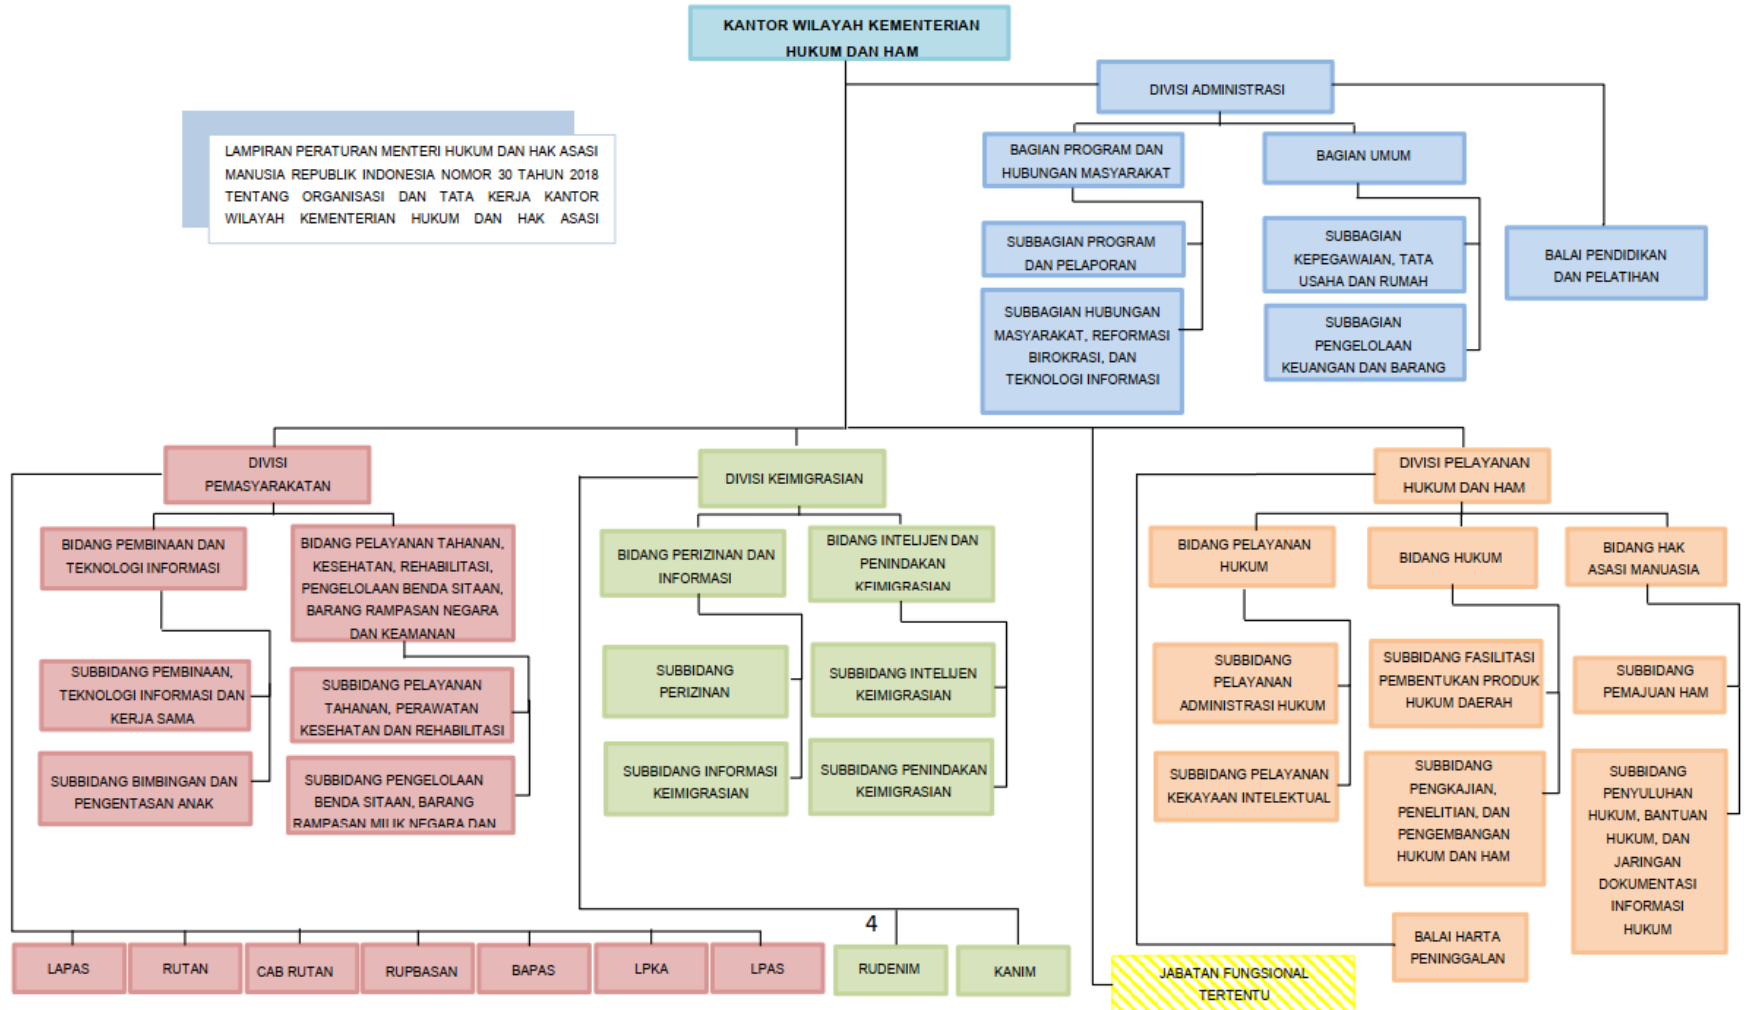 KANTOR WILAYAH KEMENTERIAN
HUKUM DAN HAM
DIVISI ADMINISTRASI
LAMPIRAN PERATURAN MENTERI HUKUM DAN HAK ASASI
MANUSIA REPUBLIK INDONESIA NOMOR 30 TAHUN 2018
TENTANG ORGANISASI DAN TATA KERJA KANTOR
WILAYAH KEMENTERIAN HUKUM DAN HAK ASASI
BAGIAN PROGRAM DAN
HUBUNGAN MASYARAKAT
BAGIAN UMUM
SUBBAGIAN PROGRAM
DAN PELAPORAN
SUBBAGIAN
KEPEGAWAIAN, TATA
USAHA DAN RUMAH
BALAI PENDIDIKAN
DAN PELATIHAN
SUBBAGIAN HUBUNGAN
MASYARAKAT, REFORMASI
BIROKRASI, DAN
TEKNOLOGI INFORMASI
SUBBAGIAN
PENGELOLAAN
KEUANGAN DAN BARANG
DIVISI
PEMASYARAKATAN
DIVISI KEIMIGRASIAN
DIVISI PELAYANAN
HUKUM DAN HAM
BIDANG PEMBINAAN DAN
TEKNOLOGI INFORMASI
BIDANG PELAYANAN TAHANAN,
KESEHATAN, REHABILITASI,
PENGELOLAAN BENDA SITAAN,
BARANG RAMPASAN NEGARA
DAN KEAMANAN
BIDANG PERIZINAN DAN
INFORMASI
BIDANG INTELIJEN DAN
PENINDAKAN
KEIMIGRASIAN
BIDANG PELAYANAN
HUKUM
BIDANG HUKUM
BIDANG HAK
ASASI MANUASIA
SUBBIDANG PEMBINAAN,
TEKNOLOGI INFORMASI DAN
KERJA SAMA
SUBBIDANG PELAYANAN
TAHANAN, PERAWATAN
KESEHATAN DAN REHABILITASI
SUBBIDANG
PERIZINAN
SUBBIDANG INTELIJEN
KEIMIGRASIAN
SUBBIDANG
PELAYANAN
ADMINISTRASI HUKUM
SUBBIDANG FASILITASI
PEMBENTUKAN PRODUK
HUKUM DAERAH
SUBBIDANG
PEMAJUAN HAM
SUBBIDANG BIMBINGAN DAN
PENGENTASAN ANAK
SUBBIDANG PENGELOLAAN
BENDA SITAAN, BARANG
RAMPASAN MILIK NEGARA DAN
SUBBIDANG INFORMASI
KEIMIGRASIAN
SUBBIDANG PENINDAKAN
KEIMIGRASIAN
SUBBIDANG PELAYANAN
KEKAYAAN INTELEKTUAL
SUBBIDANG
PENGKAJIAN,
PENELITIAN, DAN
PENGEMBANGAN
HUKUM DAN HAM
SUBBIDANG
PENYULUHAN
HUKUM, BANTUAN
HUKUM, DAN
JARINGAN
DOKUMENTASI
INFORMASI
HUKUM
4
LAPAS
RUTAN
CAB RUTAN
RUPBASAN
BAPAS
LPKA
LPAS
RUDENIM
KANIM
JABATAN FUNGSIONAL
TERTENTU
BALAI HARTA
PENINGGALAN